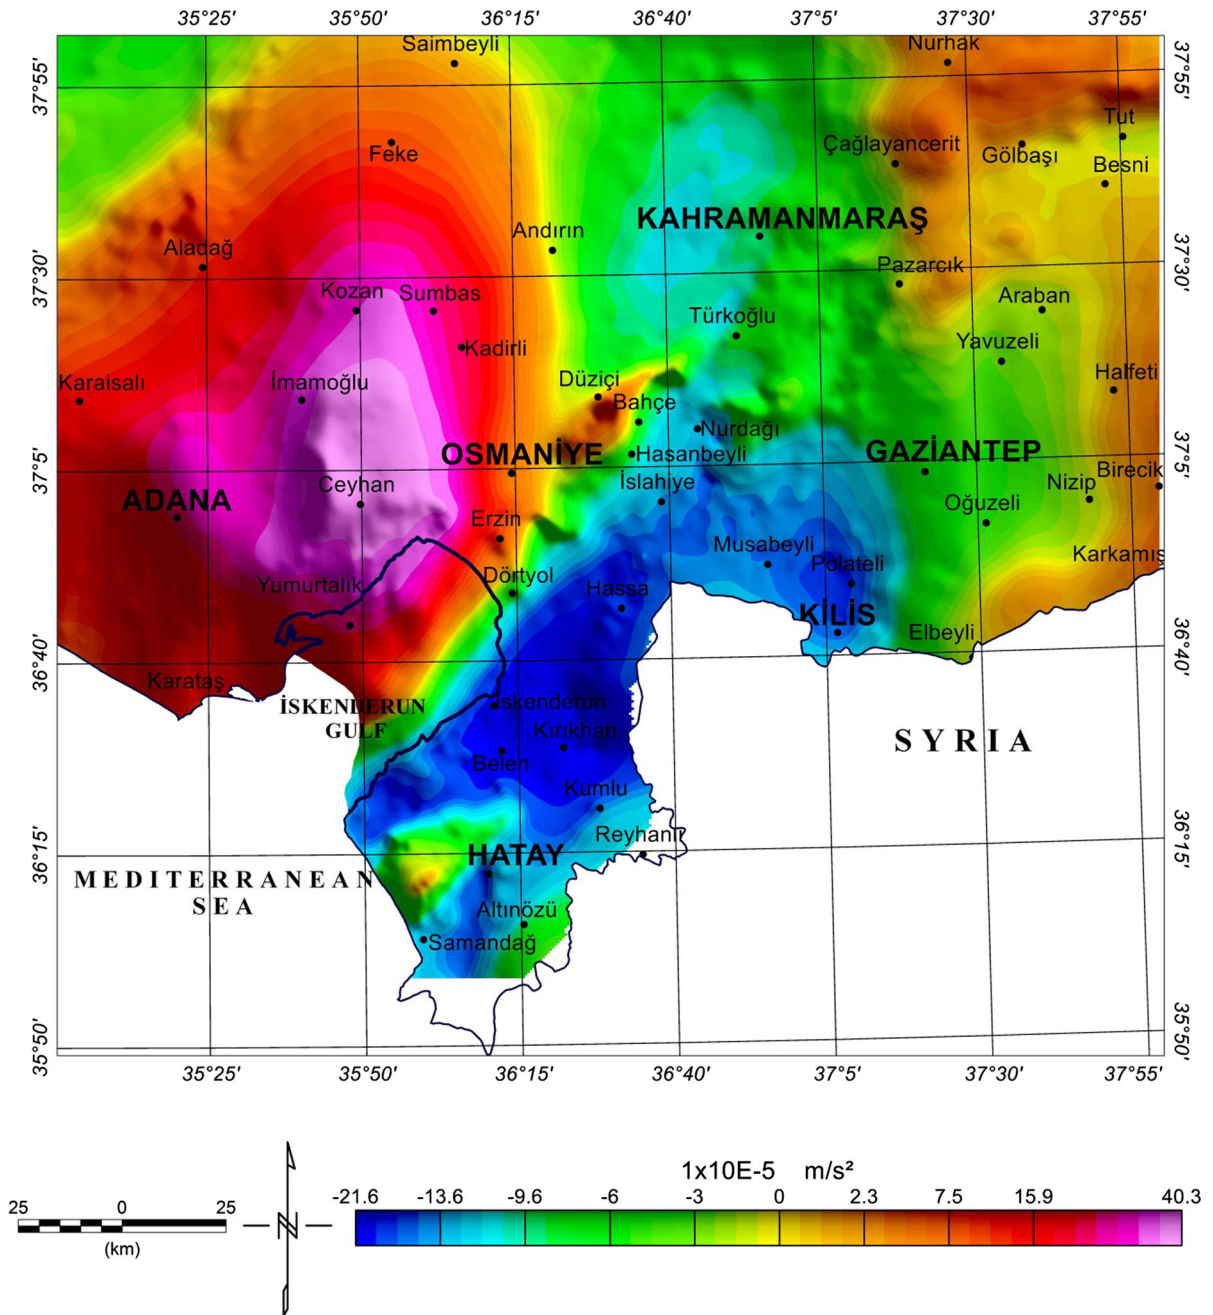 35°25' 35°50' 36°15' 36°40' 37°5' 37°30' 37°55'
Saimbeyli Nurhak
37°55' 37°55'
Tut
Feke Çağlayancerit Gölbaşı
Besni
KAHRAMANMARAŞ
Andırın
Aladağ
37°30' Pazarcık 37°30'
Kozan Sumbas Araban
Türkoğlu
Kadirli Yavuzeli
Karaisalı İmamoğlu Düziçi Halfeti
Bahçe
Nurdağı
OSMANİYE Hasanbeyli GAZİANTEP
37°5' Birecik 37°5'
Ceyhan İslahiye Nizip
ADANA Oğuzeli
Erzin
Musabeyli Karkamış
Yumurtalık Dörtyol Hassa Polateli
KİLİS
Elbeyli
36°40' 36°40'
Karataş
İSKENDERUN İskenderun
GULF Kırıkhan
SYRIA
Belen
Kumlu
Reyhanlı
36°15' HATAY 36°15'
MEDITERRANEAN
SEA
Altınözü
Samandağ
35°50' 35°50'
35°25' 35°50' 36°15' 36°40' 37°5' 37°30' 37°55'
1x10E-5 m/s²
25 0 25
(km)
N
-21.6 -13.6 -9.6 -6 -3 0 2.3 7.5 15.9 40.3